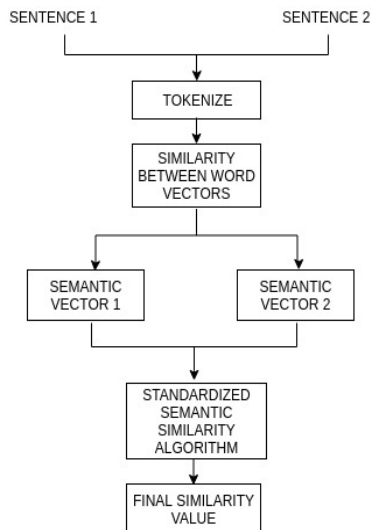 SENTENCE 1
SENTENCE 2
TOKENIZE
SIMILARITY
BETWEEN WORD
VECTORS
SEMANTIC
VECTOR 1
SEMANTIC
VECTOR 2
STANDARDIZED
SEMANTIC
SIMILARITY
ALGORITHM
FINAL SIMILARITY
VALUE